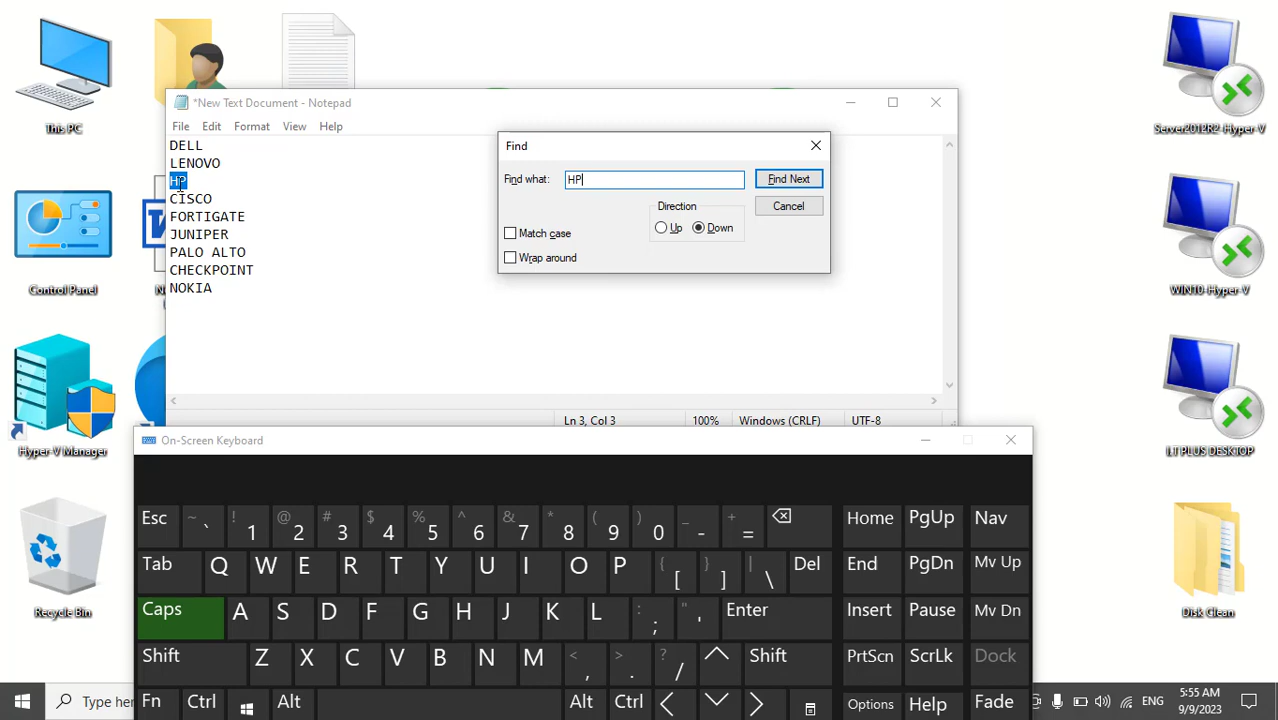 This PC
Control Panel
Hyper-V Manager
Recycle Bin
*New Text Document - Notepad
File Edit Format View Help
DELL
LENOVO
HP
CISCO
FORTIGATE
JUNIPER
PALO ALTO
CHECKPOINT
NOKIA
Ln 3, Col 3 100% Windows (CRLF) UTF-8
Find
Find what: HP
Find Next
Cancel
Direction
Up Down
Match case
Wrap around
Server2012R2-Hyper-V
WIN10-Hyper-V
I.T PLUS DESKTOP
Disk Clean
On-Screen Keyboard
Esc ~ ` ! 1 @ 2 # 3 $ 4 % 5 ^ 6 & 7 * 8 ( 9 ) 0 _ - + = Home PgUp Nav
Tab Q W E R T Y U I O P { [ } ] | \ Del End PgDn Mv Up
Caps A S D F G H J K L : ; " ' Enter Insert Pause Mv Dn
Shift Z X C V B N M < , > . ? / Shift PrtScn ScrLk Dock
Fn Ctrl Alt Alt Ctrl Options Help Fade
Type her
ENG
5:55 AM
9/9/2023